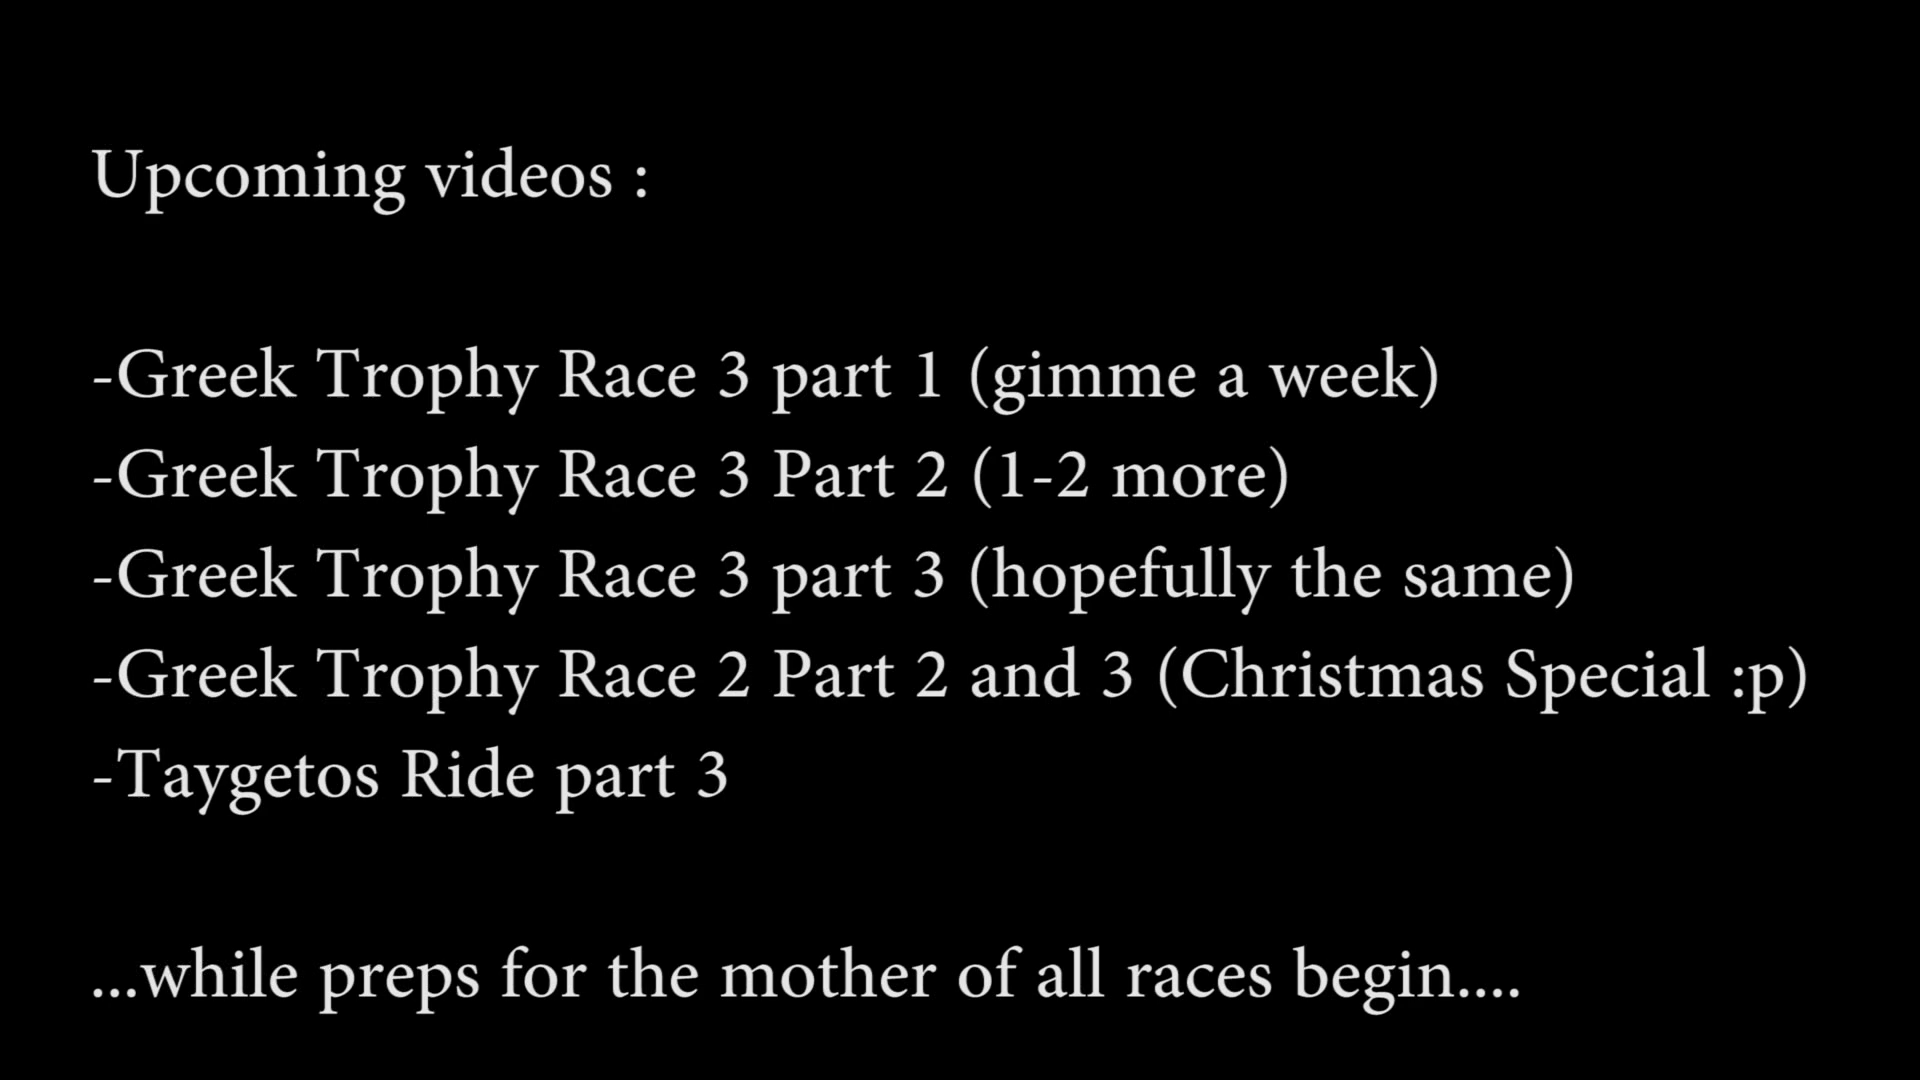 Upcoming videos :
-Greek Trophy Race 3 part 1 (gimme a week)
-Greek Trophy Race 3 Part 2 (1-2 more)
-Greek Trophy Race 3 part 3 (hopefully the same)
-Greek Trophy Race 2 Part 2 and 3 (Christmas Special :p)
-Taygetos Ride part 3
...while preps for the mother of all races begin....